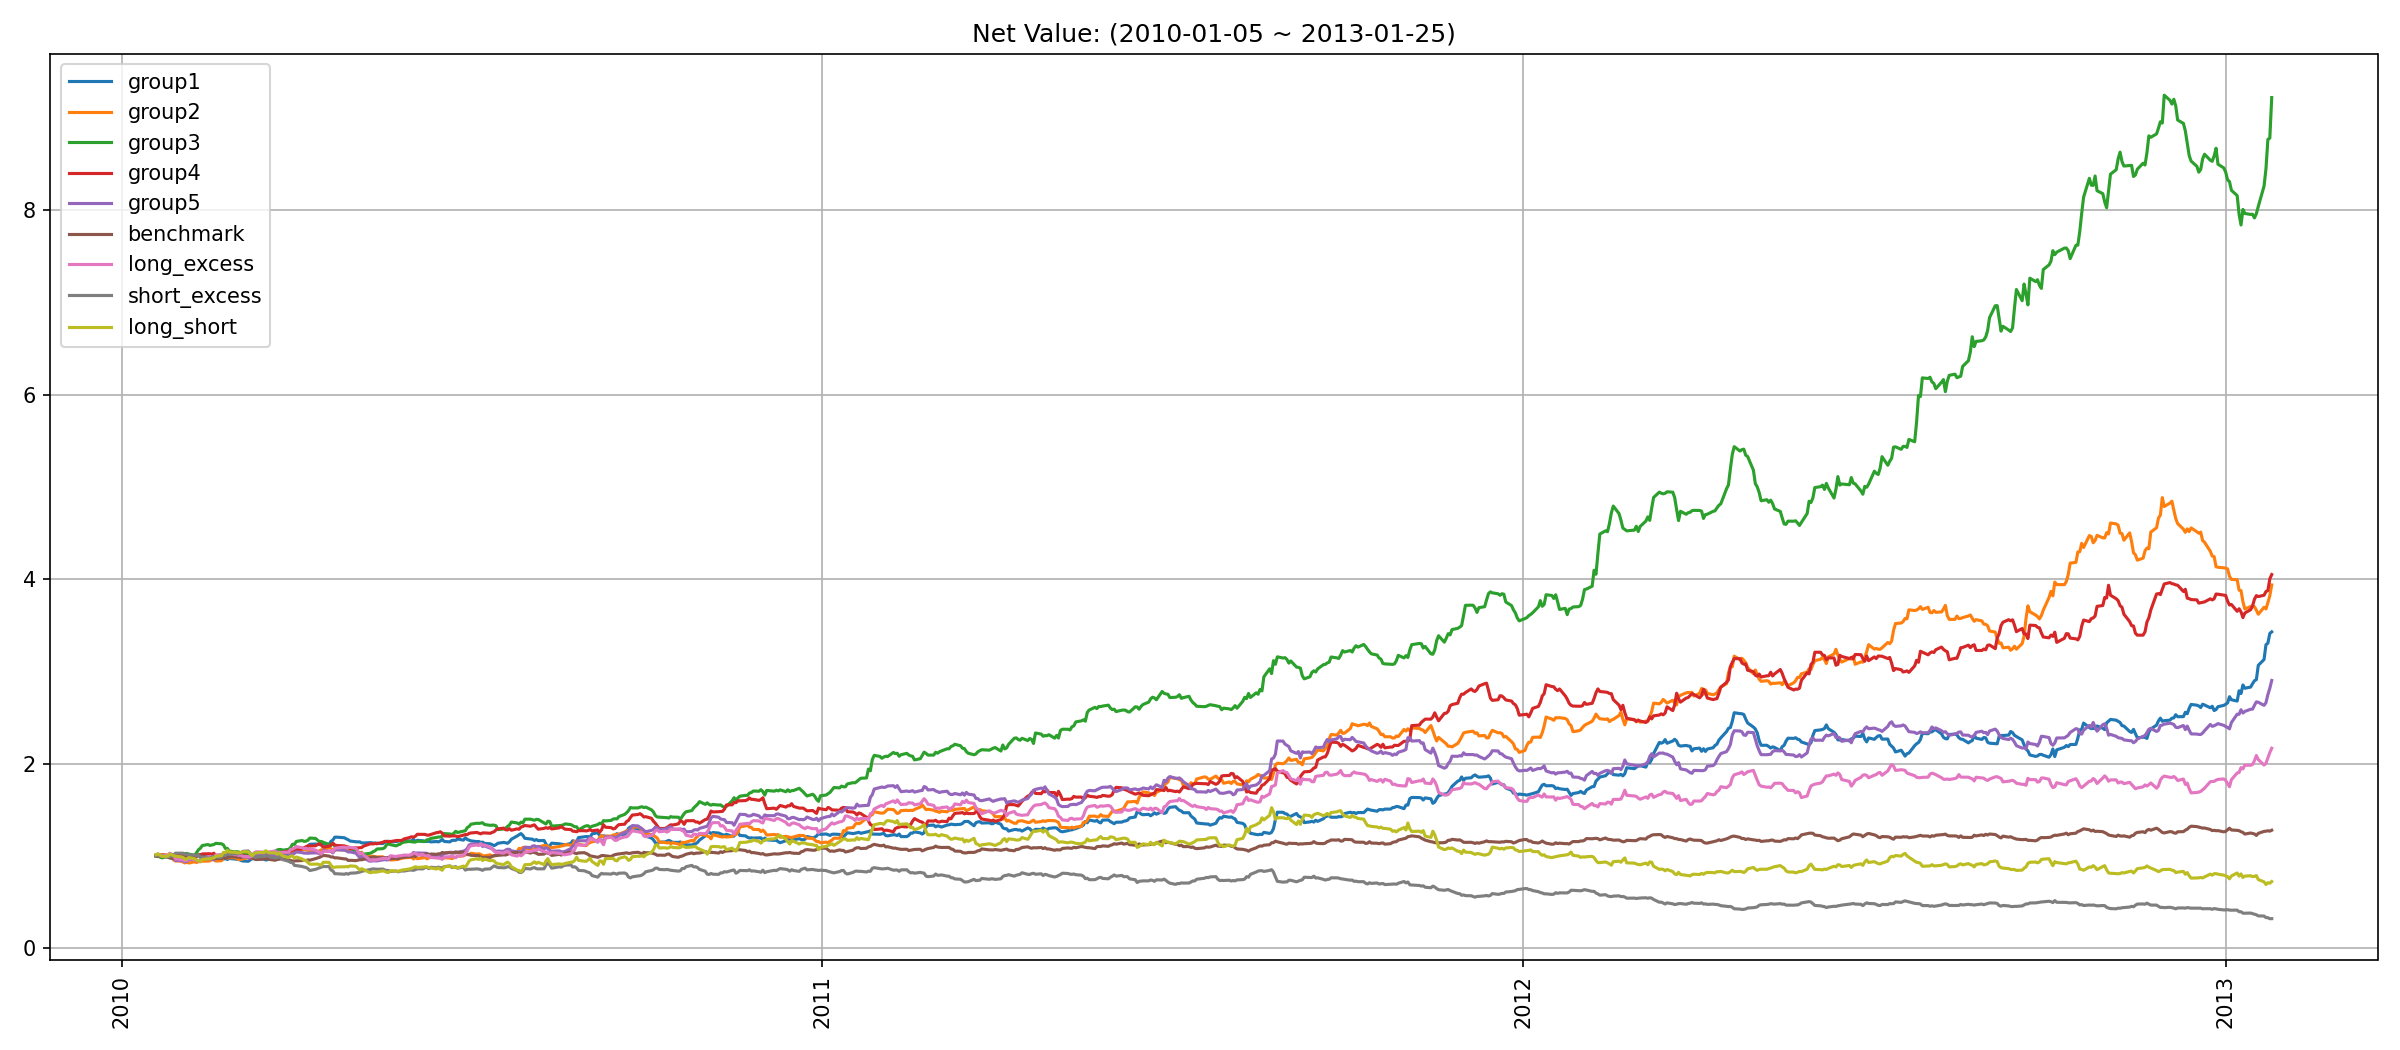 Net Value: (2010-01-05 ~ 2013-01-25)
group1
group2
group3
group4
group5
benchmark
long_excess
short_excess
long_short
8
6
4
2
0
2010
2011
2012
2013